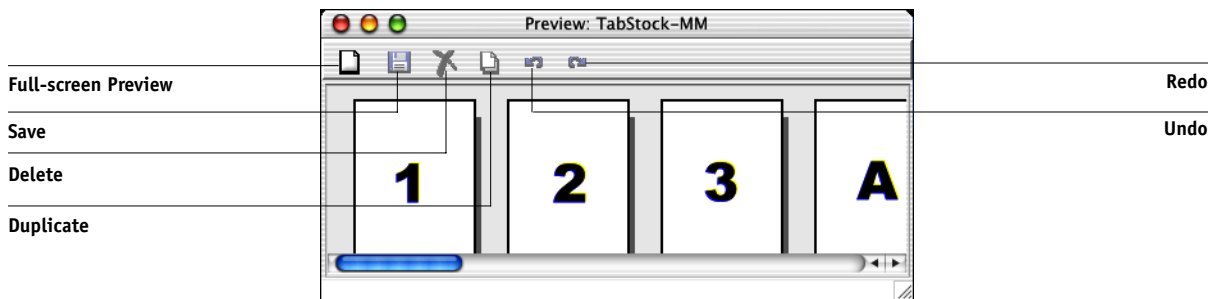 Preview: TabStock-MM
Full-screen Preview
Redo
Save
Undo
Delete
Duplicate
1 2 3 A